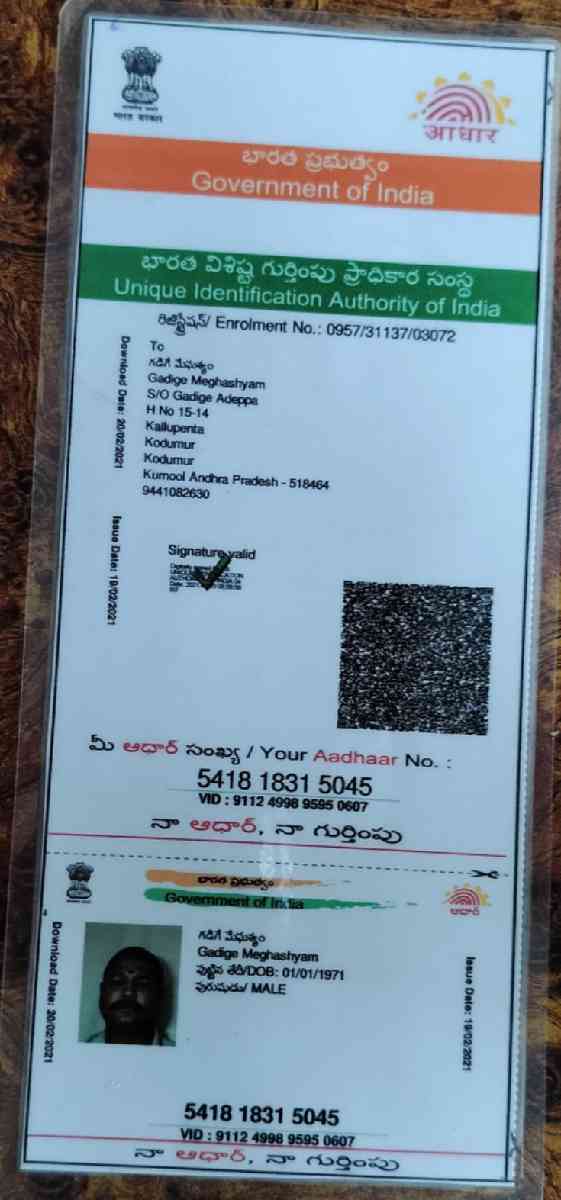 भारत सरकार
आधार
భారత ప్రభుత్వం
Government of India
భారత విశిష్ట గుర్తింపు ప్రాధికార సంస్థ
Unique Identification Authority of India
రిజిస్ట్రేషన్/ Enrolment No.: 0957/31137/03072
To
గడిగే మేఘశ్యం
Gadige Meghashyam
S/O Gadige Adeppa
H No 15-14
Kallupenta
Kodumur
Kodumur
Kurnool Andhra Pradesh - 518464
9441082630
Download Date: 20/02/2021
Issue Date: 19/02/2021
Signature valid
మీ ఆధార్ సంఖ్య / Your Aadhaar No. :
5418 1831 5045
VID : 9112 4998 9595 0607
నా ఆధార్, నా గుర్తింపు
భారత ప్రభుత్వం
Government of India
ఆధార్
Download Date: 20/02/2021
గడిగే మేఘశ్యం
Gadige Meghashyam
పుట్టిన తేదీ/DOB: 01/01/1971
పురుషుడు/ MALE
Issue Date: 19/02/2021
5418 1831 5045
VID : 9112 4998 9595 0607
నా ఆధార్, నా గుర్తింపు